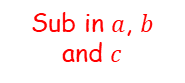 Sub in a, b
and c